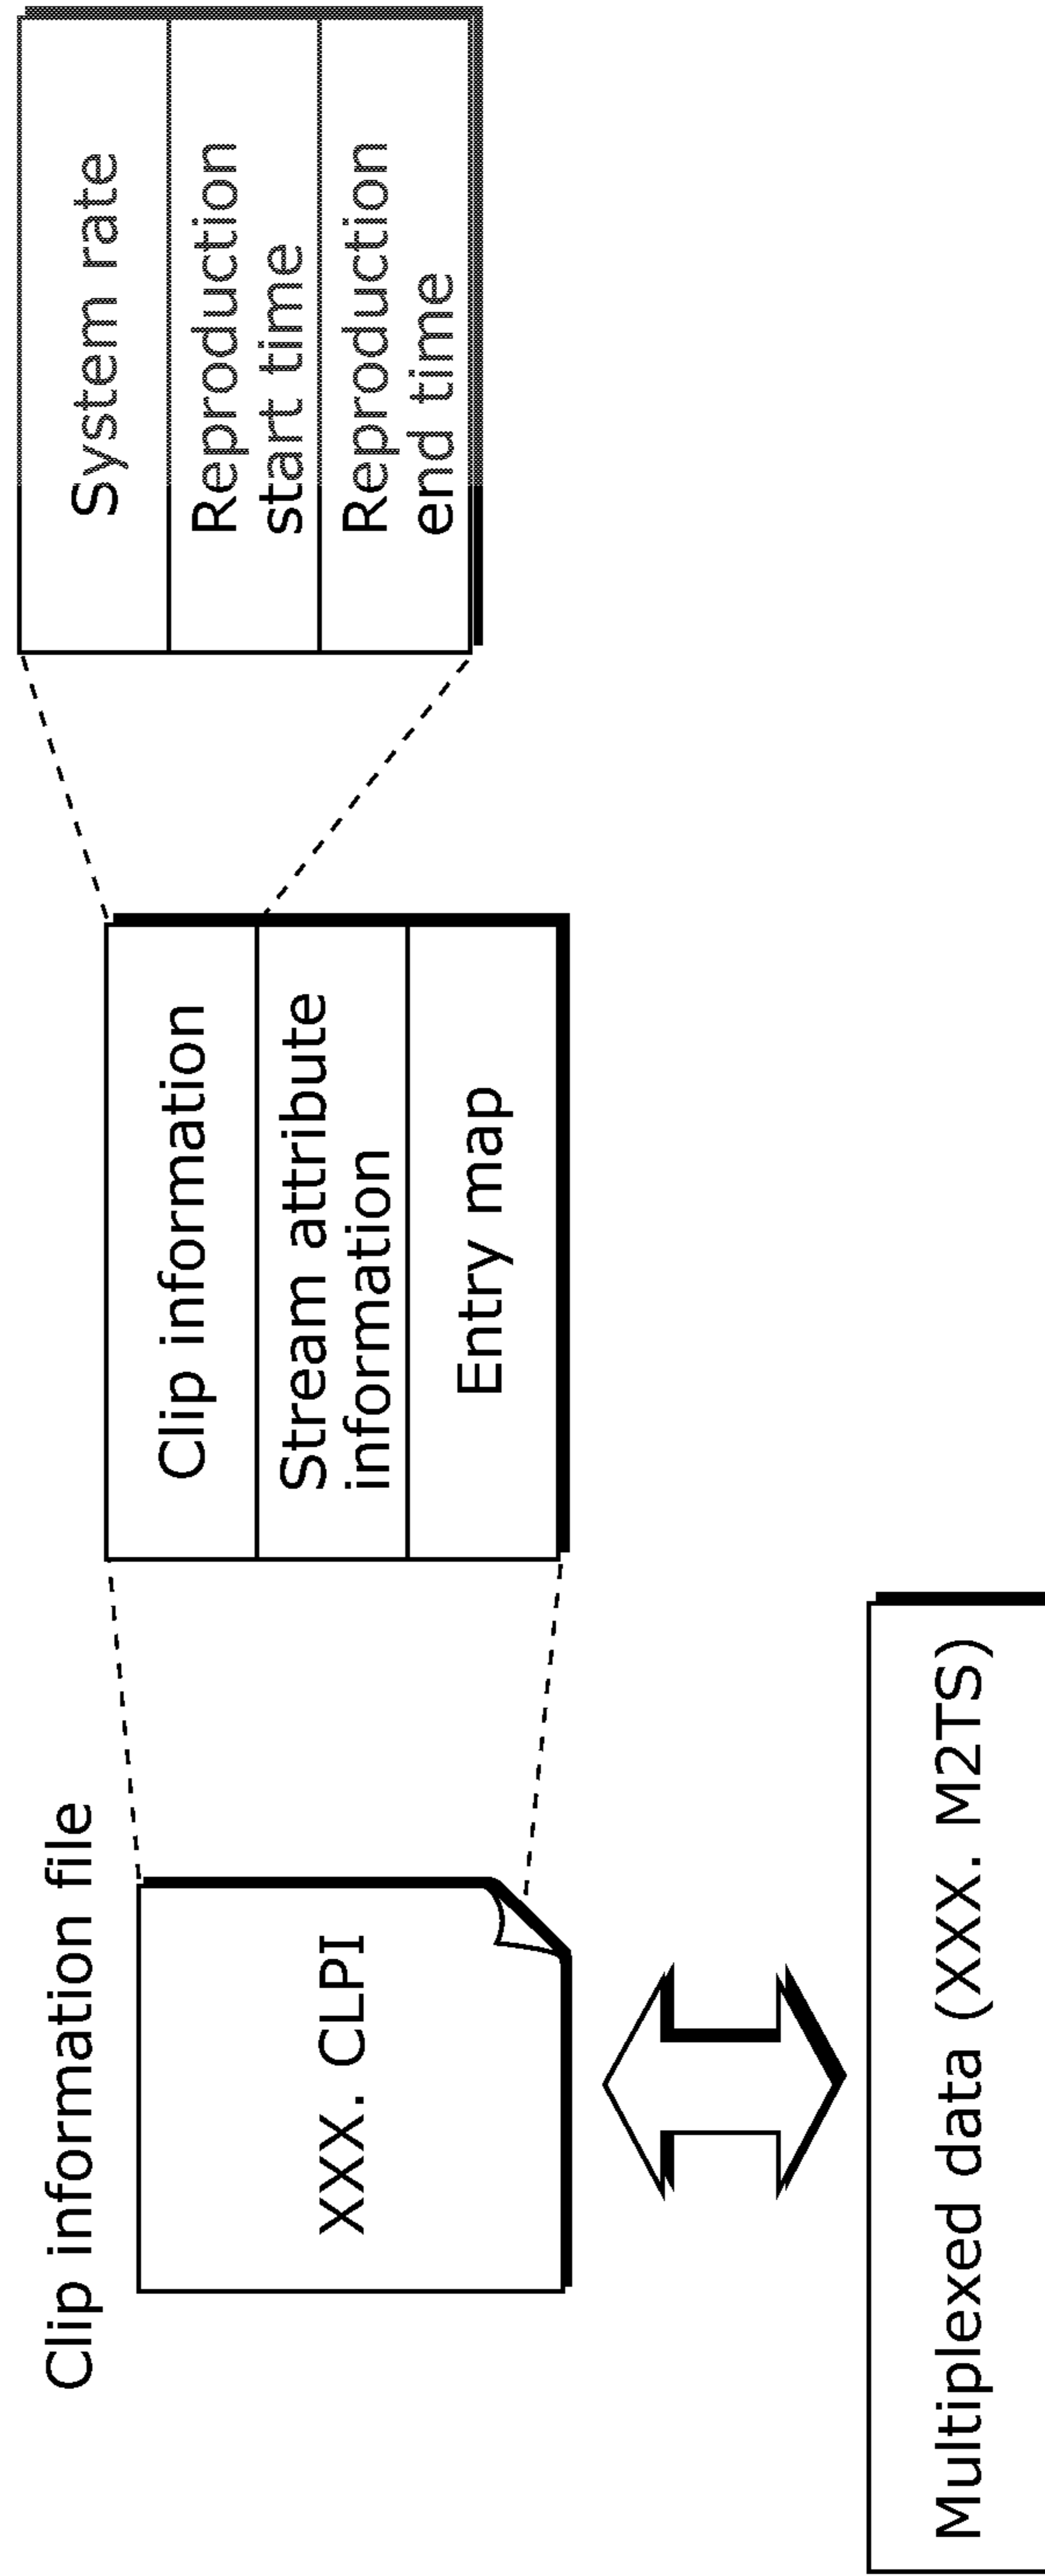 Clip information file
XXX. CLPI
Multiplexed data (XXX. M2TS)
Clip information
Stream attribute
information
Entry map
System rate
Reproduction
start time
Reproduction
end time